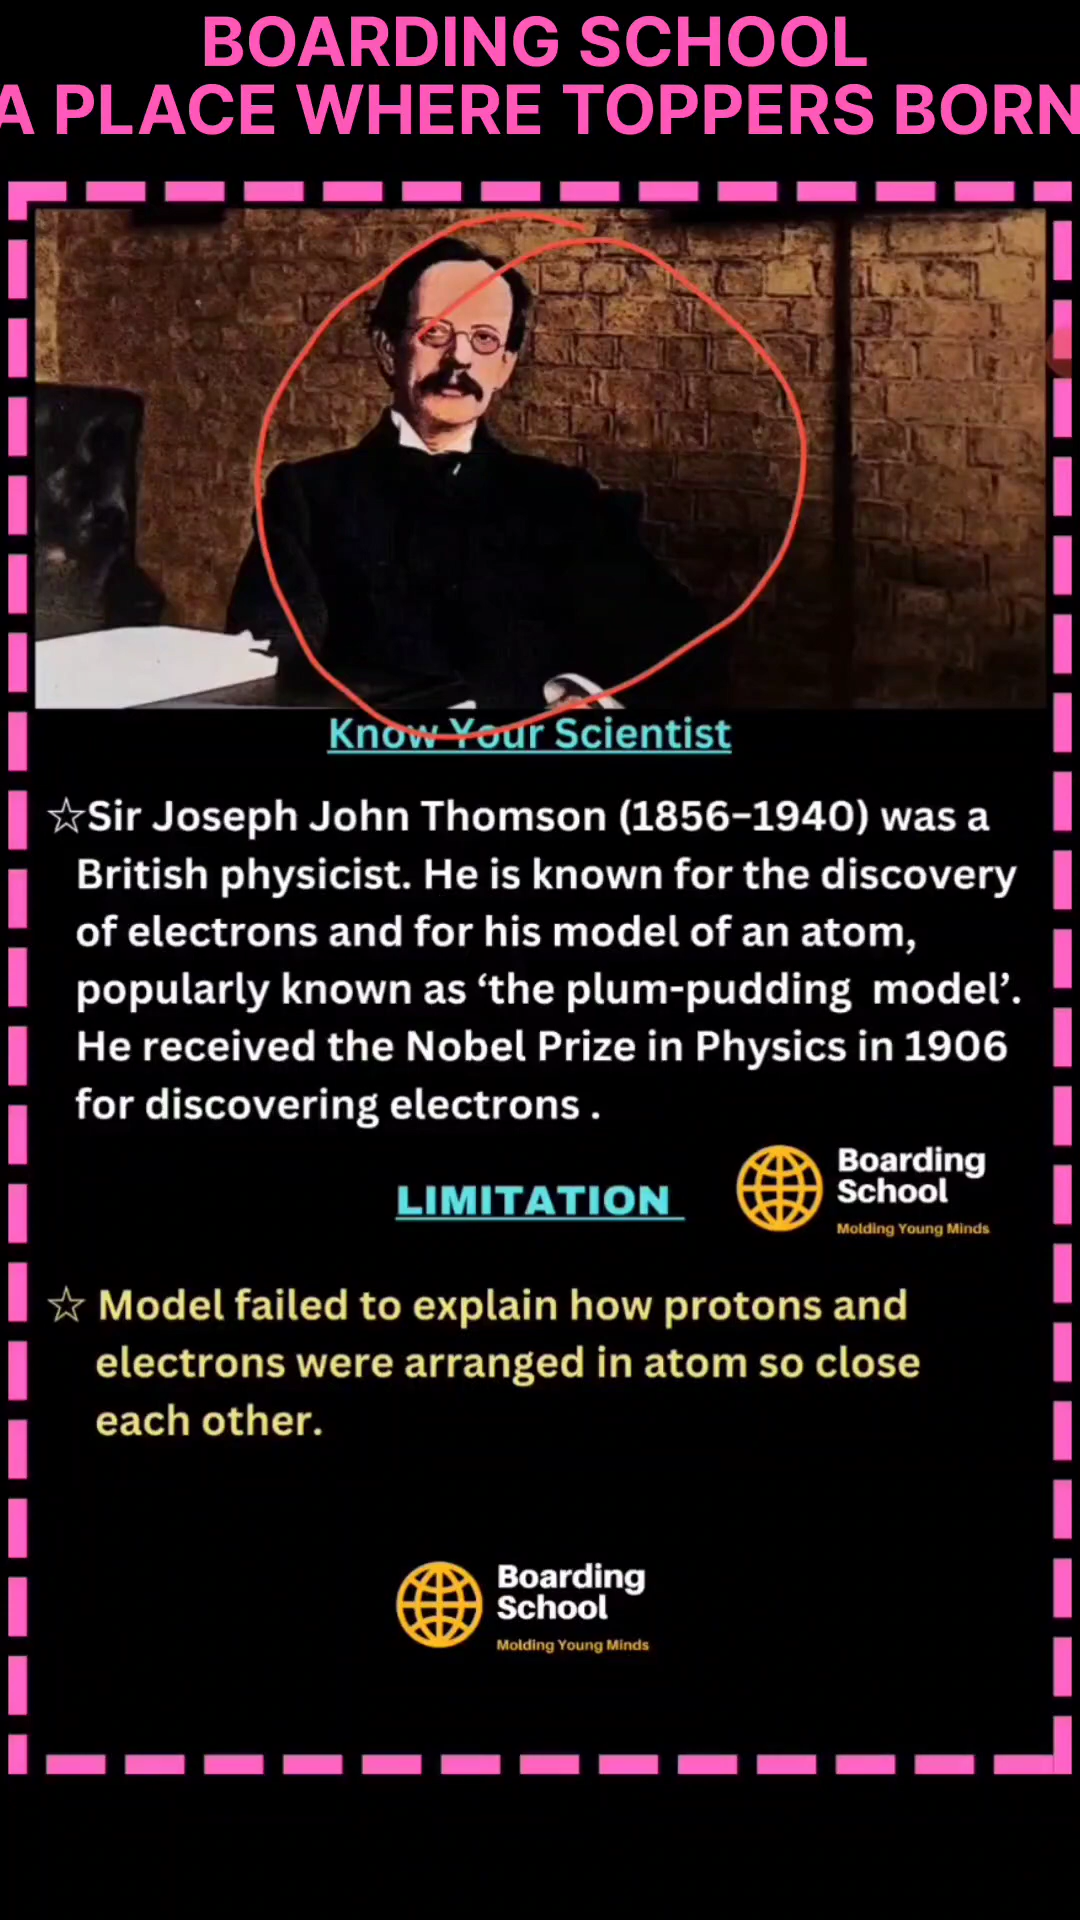 BOARDING SCHOOL
A PLACE WHERE TOPPERS BORN
Know Your Scientist
☆Sir Joseph John Thomson (1856–1940) was a
British physicist. He is known for the discovery
of electrons and for his model of an atom,
popularly known as ‘the plum-pudding model’.
He received the Nobel Prize in Physics in 1906
for discovering electrons .
Boarding
School
Molding Young Minds
LIMITATION
☆ Model failed to explain how protons and
electrons were arranged in atom so close
each other.
Boarding
School
Molding Young Minds